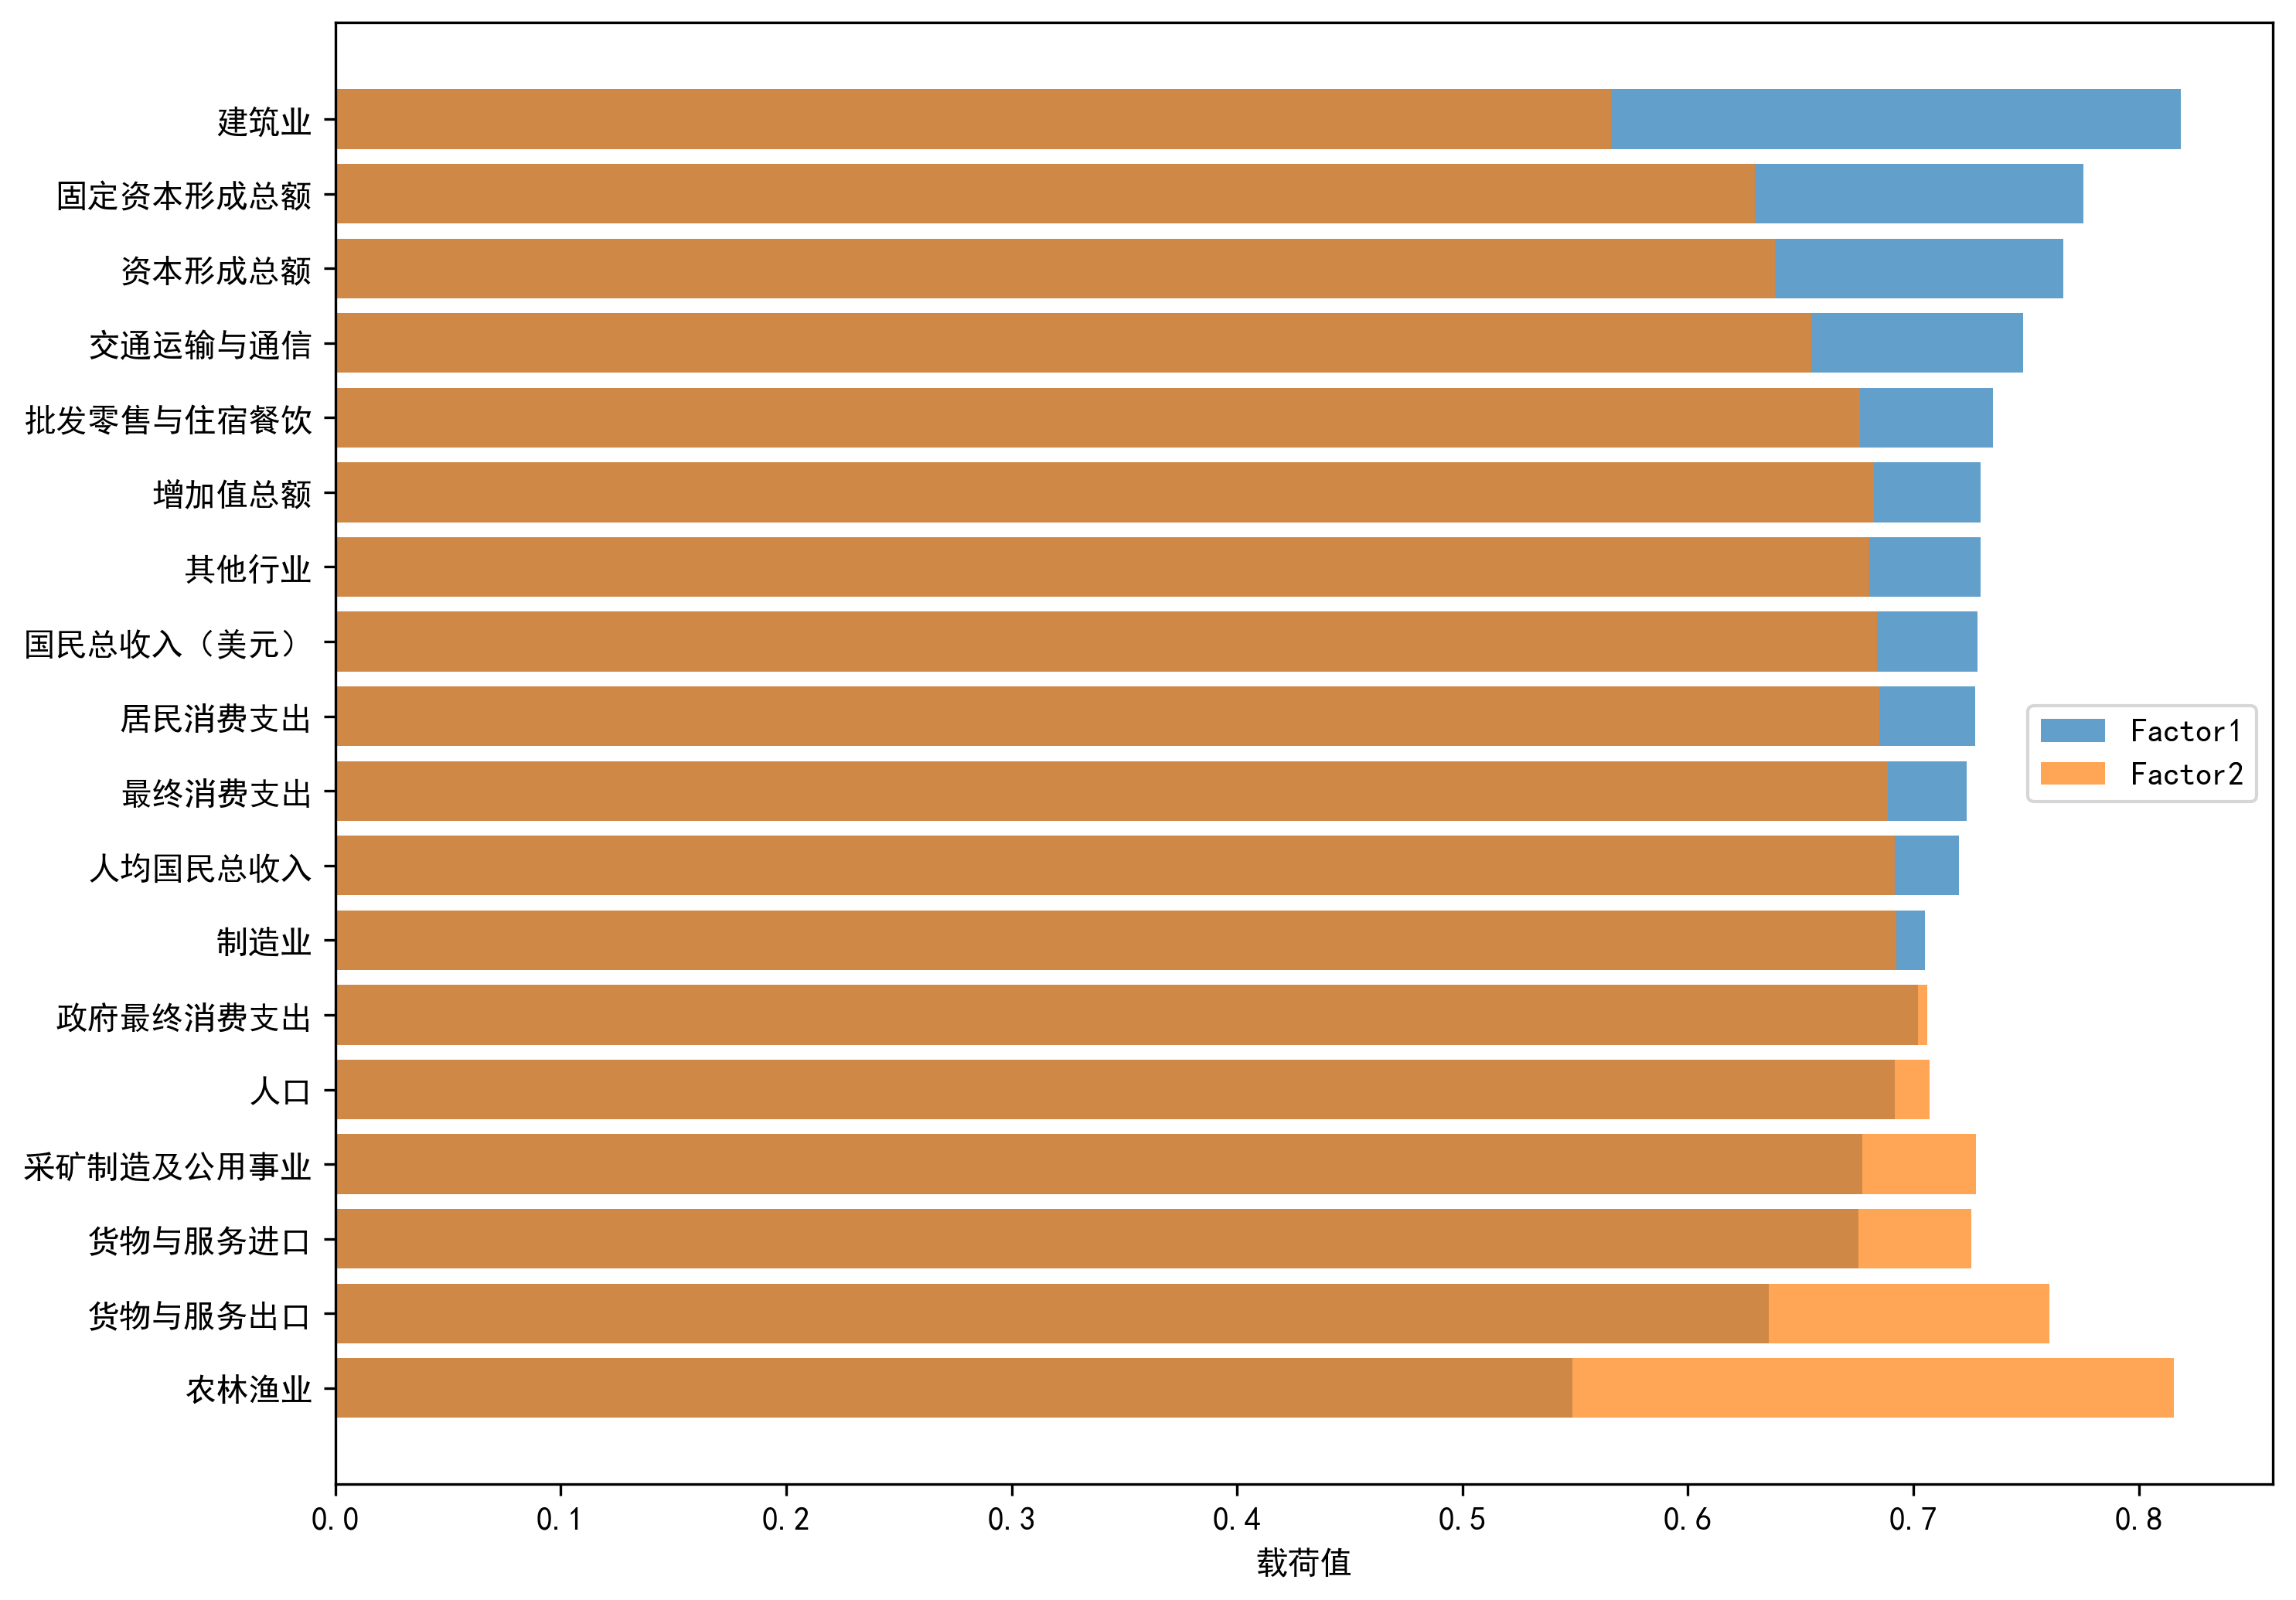 建筑业
固定资本形成总额
资本形成总额
交通运输与通信
批发零售与住宿餐饮
增加值总额
其他行业
国民总收入（美元）
居民消费支出
最终消费支出
人均国民总收入
制造业
政府最终消费支出
人口
采矿制造及公用事业
货物与服务进口
货物与服务出口
农林渔业
Factor1
Factor2
0.0 0.1 0.2 0.3 0.4 0.5 0.6 0.7 0.8
载荷值